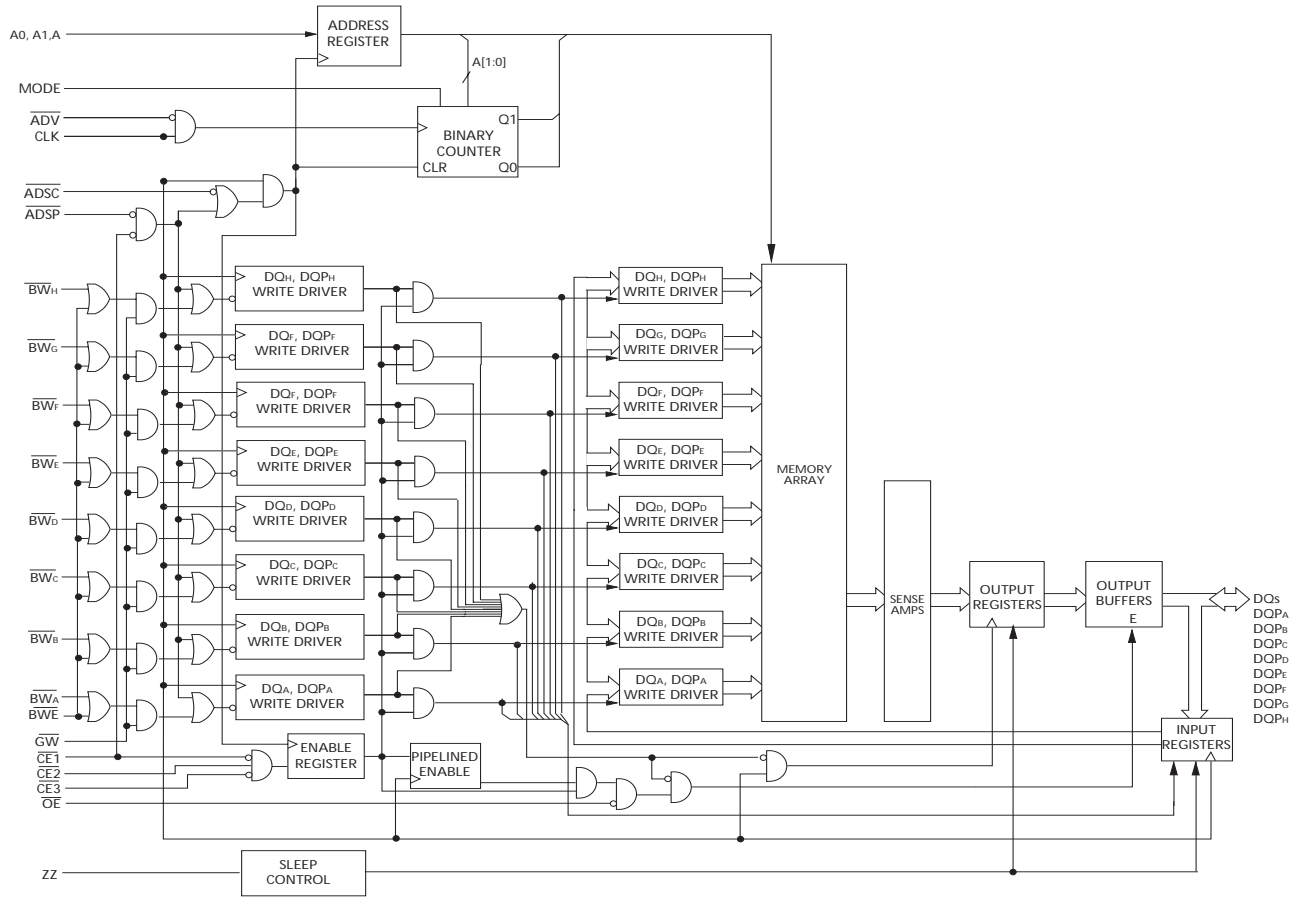 A0, A1,A
ADDRESS
REGISTER
A[1:0]
MODE
ADV
CLK
BINARY
COUNTER
CLR
Q1
Q0
ADSC
ADSP
BWH
DQH, DQPH
WRITE DRIVER
DQH, DQPH
WRITE DRIVER
BWG
DQF, DQPF
WRITE DRIVER
DQG, DQPG
WRITE DRIVER
BWF
DQF, DQPF
WRITE DRIVER
DQF, DQPF
WRITE DRIVER
BWE
DQE, DQPE
WRITE DRIVER
DQE, DQPE
WRITE DRIVER
MEMORY
ARRAY
BWD
DQD, DQPD
WRITE DRIVER
DQD, DQPD
WRITE DRIVER
BWC
DQC, DQPC
WRITE DRIVER
DQC, DQPC
WRITE DRIVER
SENSE
AMPS
OUTPUT
REGISTERS
OUTPUT
BUFFERS
E
DQs
DQPA
DQPB
DQPC
DQPD
DQPE
DQPF
DQPG
DQPH
BWB
DQB, DQPB
WRITE DRIVER
DQB, DQPB
WRITE DRIVER
BWA
BWE
DQA, DQPA
WRITE DRIVER
DQA, DQPA
WRITE DRIVER
INPUT
REGISTERS
GW
CE1
CE2
CE3
OE
ENABLE
REGISTER
PIPELINED
ENABLE
ZZ
SLEEP
CONTROL